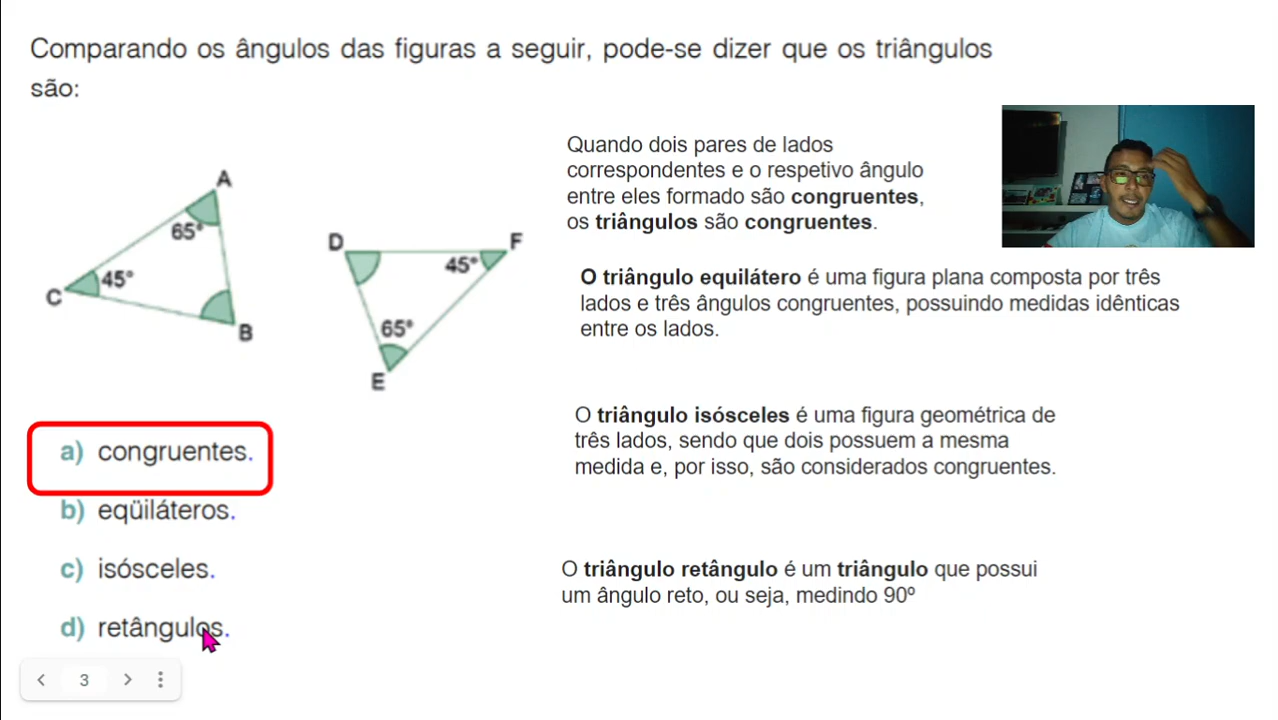 Comparando os ângulos das figuras a seguir, pode-se dizer que os triângulos
são:
A
65°
45°
C
B
D
F
45°
65°
E
Quando dois pares de lados
correspondentes e o respetivo ângulo
entre eles formado são congruentes,
os triângulos são congruentes.
O triângulo equilátero é uma figura plana composta por três
lados e três ângulos congruentes, possuindo medidas idênticas
entre os lados.
O triângulo isósceles é uma figura geométrica de
três lados, sendo que dois possuem a mesma
medida e, por isso, são considerados congruentes.
O triângulo retângulo é um triângulo que possui
um ângulo reto, ou seja, medindo 90º
a) congruentes.
b) eqüiláteros.
c) isósceles.
d) retângulos.
3